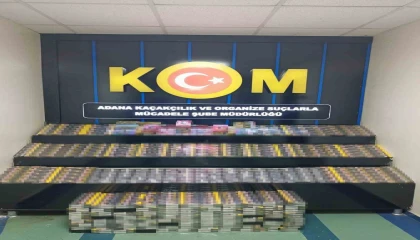 KOM
ADANA KAÇAKÇILIK VE ORGANİZE SUÇLARLA
MÜCADELE ŞUBE MÜDÜRLÜĞÜ